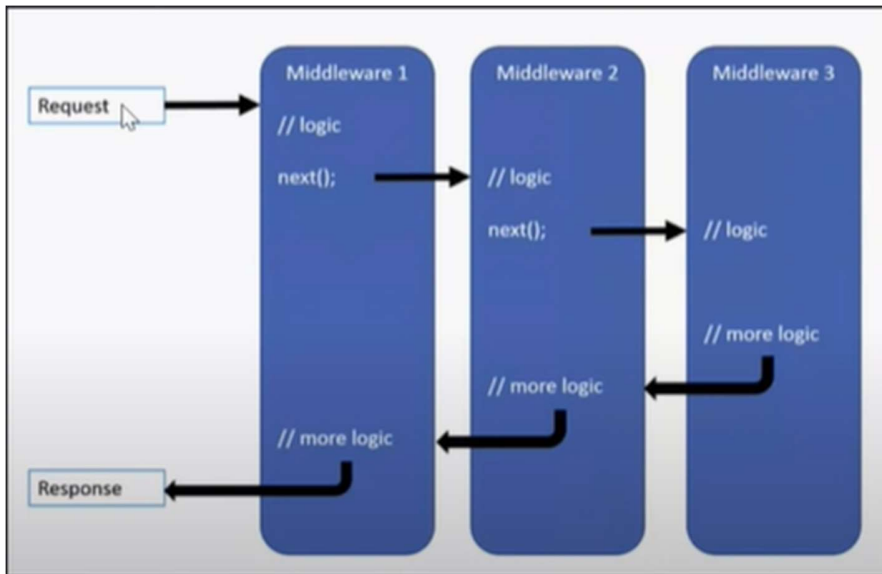 Middleware 1
Middleware 2
Middleware 3
Request
// logic
next();
// logic
next();
// logic
// more logic
// more logic
// more logic
Response